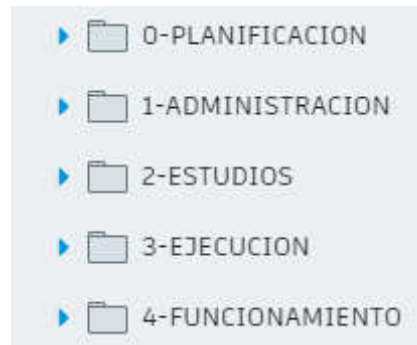 0-PLANIFICACION
1-ADMINISTRACION
2-ESTUDIOS
3-EJECUCION
4-FUNCIONAMIENTO